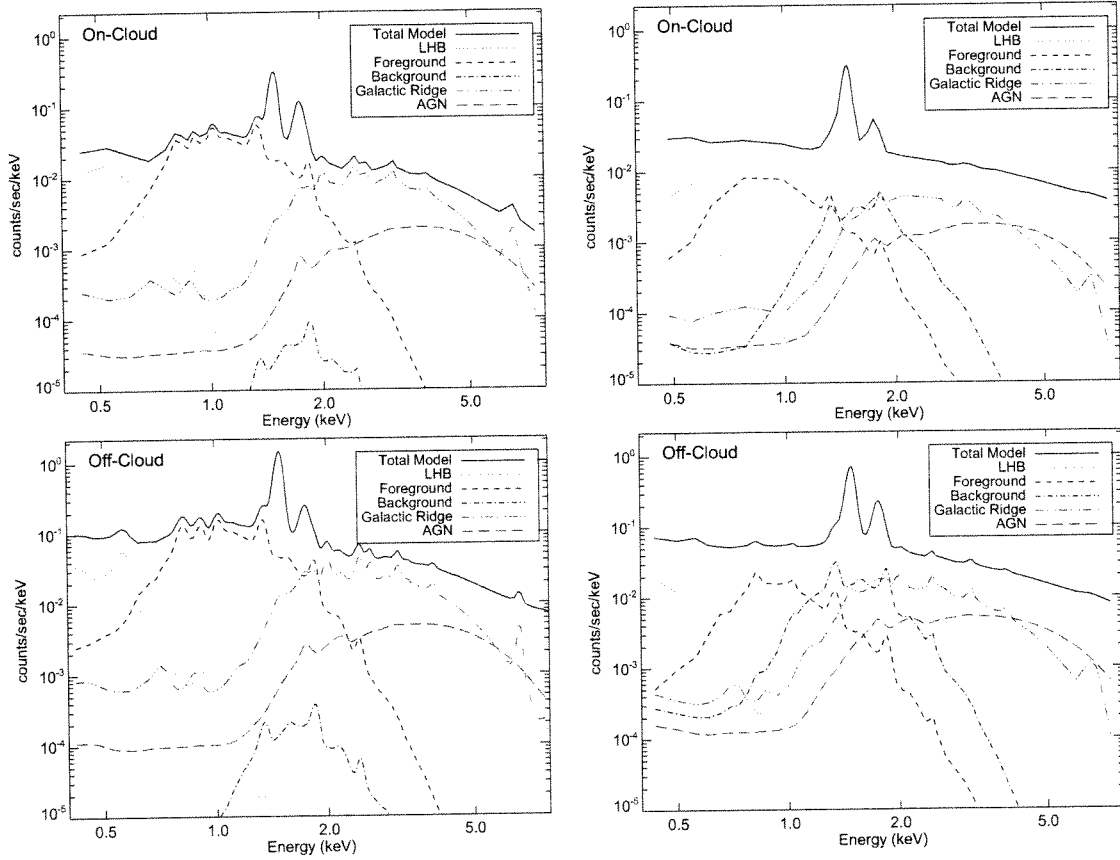 On-Cloud
Total Model
LHB
Foreground
Background
Galactic Ridge
AGN
10^0
10^-1
10^-2
10^-3
10^-4
10^-5
counts/sec/keV
0.5
1.0
2.0
5.0
Energy (keV)
On-Cloud
Total Model
LHB
Foreground
Background
Galactic Ridge
AGN
10^0
10^-1
10^-2
10^-3
10^-4
10^-5
counts/sec/keV
0.5
1.0
2.0
5.0
Energy (keV)
Off-Cloud
Total Model
LHB
Foreground
Background
Galactic Ridge
AGN
10^0
10^-1
10^-2
10^-3
10^-4
10^-5
counts/sec/keV
0.5
1.0
2.0
5.0
Energy (keV)
Off-Cloud
Total Model
LHB
Foreground
Background
Galactic Ridge
AGN
10^0
10^-1
10^-2
10^-3
10^-4
10^-5
counts/sec/keV
0.5
1.0
2.0
5.0
Energy (keV)